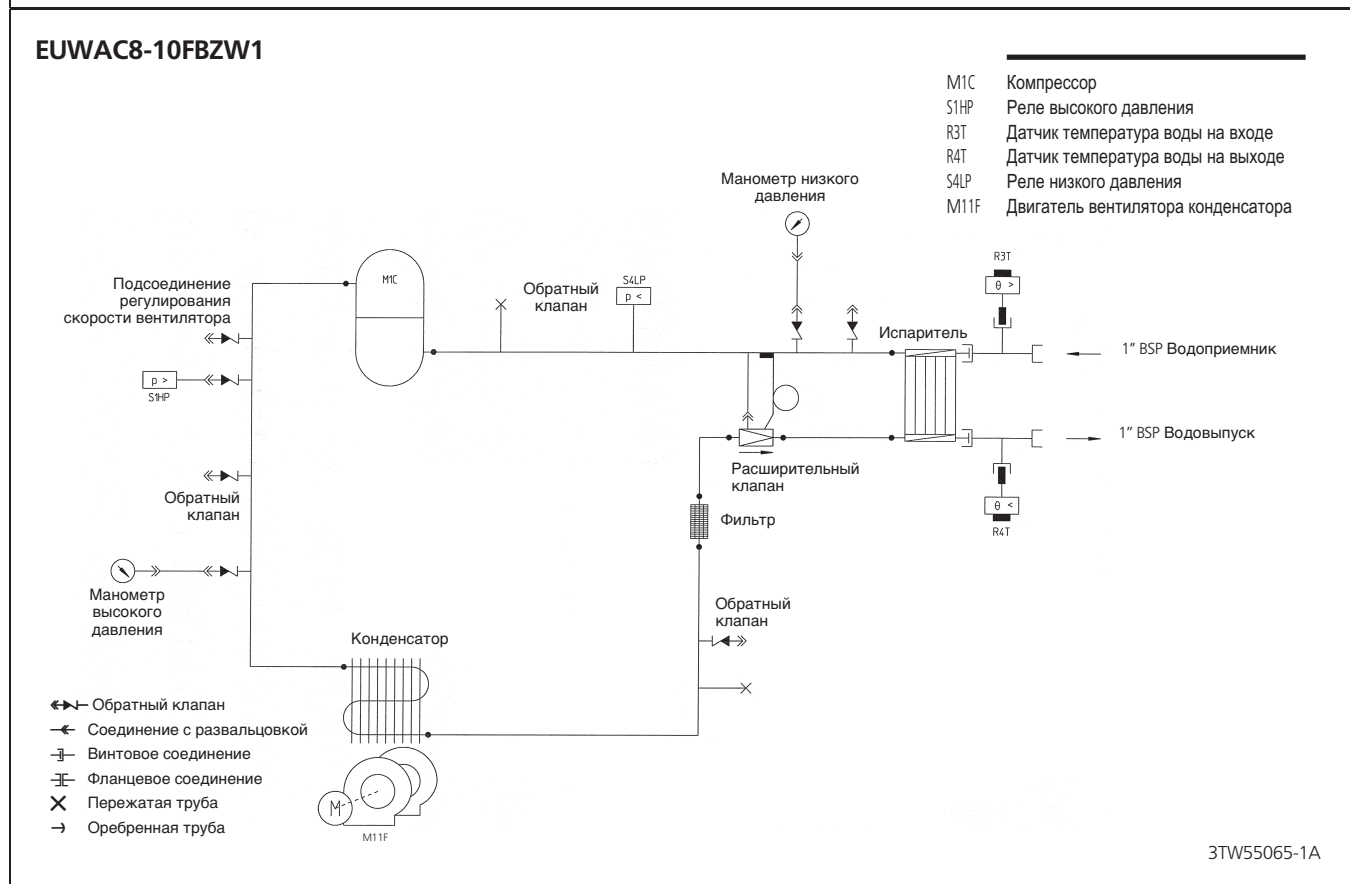 EUWAC8-10FBZW1
M1C Компрессор
S1HP Реле высокого давления
R3T Датчик температура воды на входе
R4T Датчик температура воды на выходе
S4LP Реле низкого давления
M11F Двигатель вентилятора конденсатора
Манометр низкого
давления
R3T
θ >
Подсоединение
регулирования
скорости вентилятора
M1C
Обратный
клапан
S4LP
p <
Испаритель
1" BSP Водоприемник
p >
S1HP
1" BSP Водовыпуск
Расширительный
клапан
Обратный
клапан
θ <
R4T
Фильтр
Манометр
высокого
давления
Обратный
клапан
Конденсатор
Обратный клапан
Соединение с развальцовкой
Винтовое соединение
Фланцевое соединение
Пережатая труба
Оребренная труба
M
M11F
3TW55065-1A